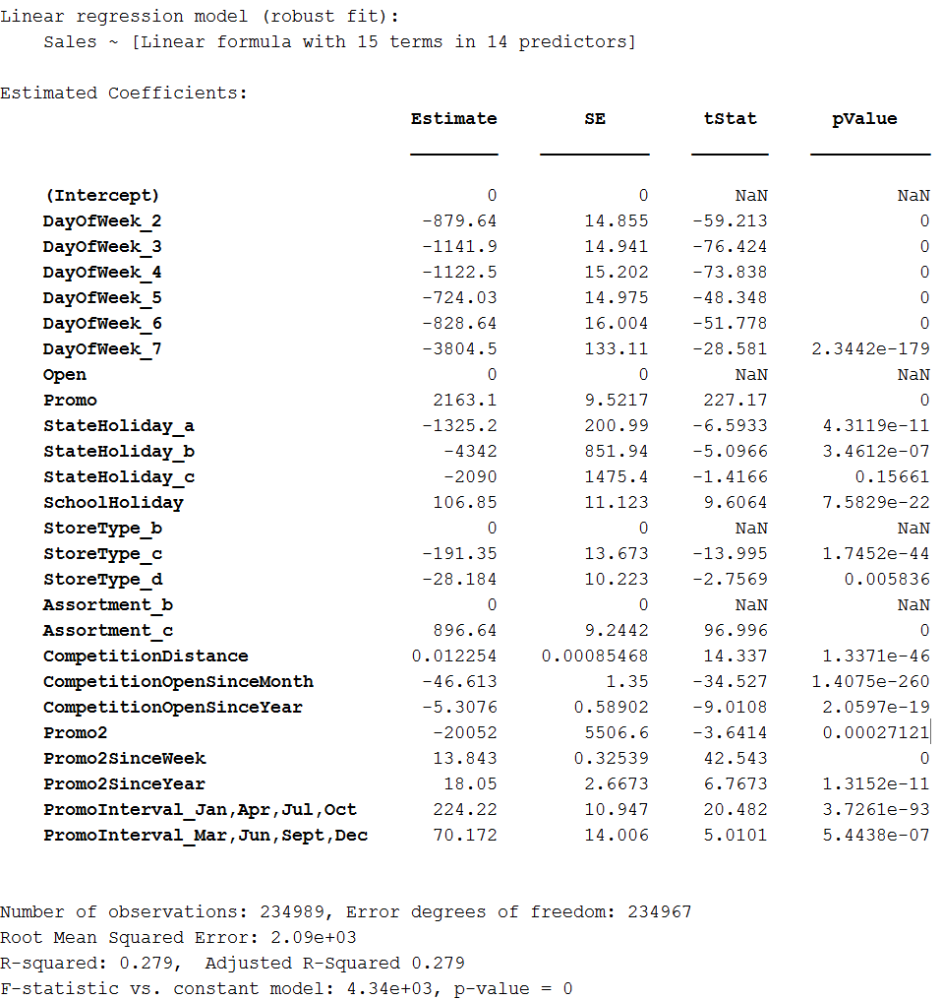 Linear regression model (robust fit):
Sales ~ [Linear formula with 15 terms in 14 predictors]
Estimated Coefficients:
Estimate SE tStat pValue
(Intercept) 0 0 NaN NaN
DayOfWeek_2 -879.64 14.855 -59.213 0
DayOfWeek_3 -1141.9 14.941 -76.424 0
DayOfWeek_4 -1122.5 15.202 -73.838 0
DayOfWeek_5 -724.03 14.975 -48.348 0
DayOfWeek_6 -828.64 16.004 -51.778 0
DayOfWeek_7 -3804.5 133.11 -28.581 2.3442e-179
Open 0 0 NaN NaN
Promo 2163.1 9.5217 227.17 0
StateHoliday_a -1325.2 200.99 -6.5933 4.3119e-11
StateHoliday_b -4342 851.94 -5.0966 3.4612e-07
StateHoliday_c -2090 1475.4 -1.4166 0.15661
SchoolHoliday 106.85 11.123 9.6064 7.5829e-22
StoreType_b 0 0 NaN NaN
StoreType_c -191.35 13.673 -13.995 1.7452e-44
StoreType_d -28.184 10.223 -2.7569 0.005836
Assortment_b 0 0 NaN NaN
Assortment_c 896.64 9.2442 96.996 0
CompetitionDistance 0.012254 0.00085468 14.337 1.3371e-46
CompetitionOpenSinceMonth -46.613 1.35 -34.527 1.4075e-260
CompetitionOpenSinceYear -5.3076 0.58902 -9.0108 2.0597e-19
Promo2 -20052 5506.6 -3.6414 0.00027121
Promo2SinceWeek 13.843 0.32539 42.543 0
Promo2SinceYear 18.05 2.6673 6.7673 1.3152e-11
PromoInterval_Jan,Apr,Jul,Oct 224.22 10.947 20.482 3.7261e-93
PromoInterval_Mar,Jun,Sept,Dec 70.172 14.006 5.0101 5.4438e-07
Number of observations: 234989, Error degrees of freedom: 234967
Root Mean Squared Error: 2.09e+03
R-squared: 0.279, Adjusted R-Squared 0.279
F-statistic vs. constant model: 4.34e+03, p-value = 0